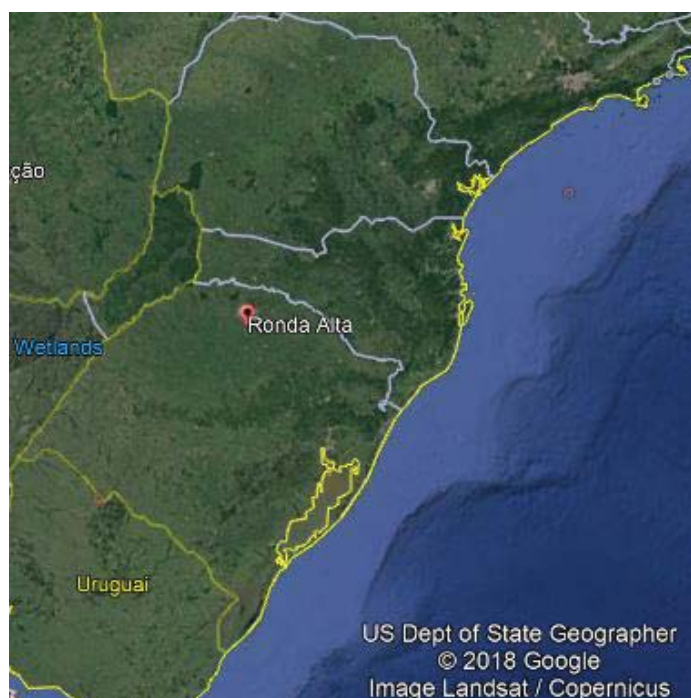 ção
Ronda Alta
Wetlands
Uruguai
US Dept of State Geographer
© 2018 Google
Image Landsat / Copernicus